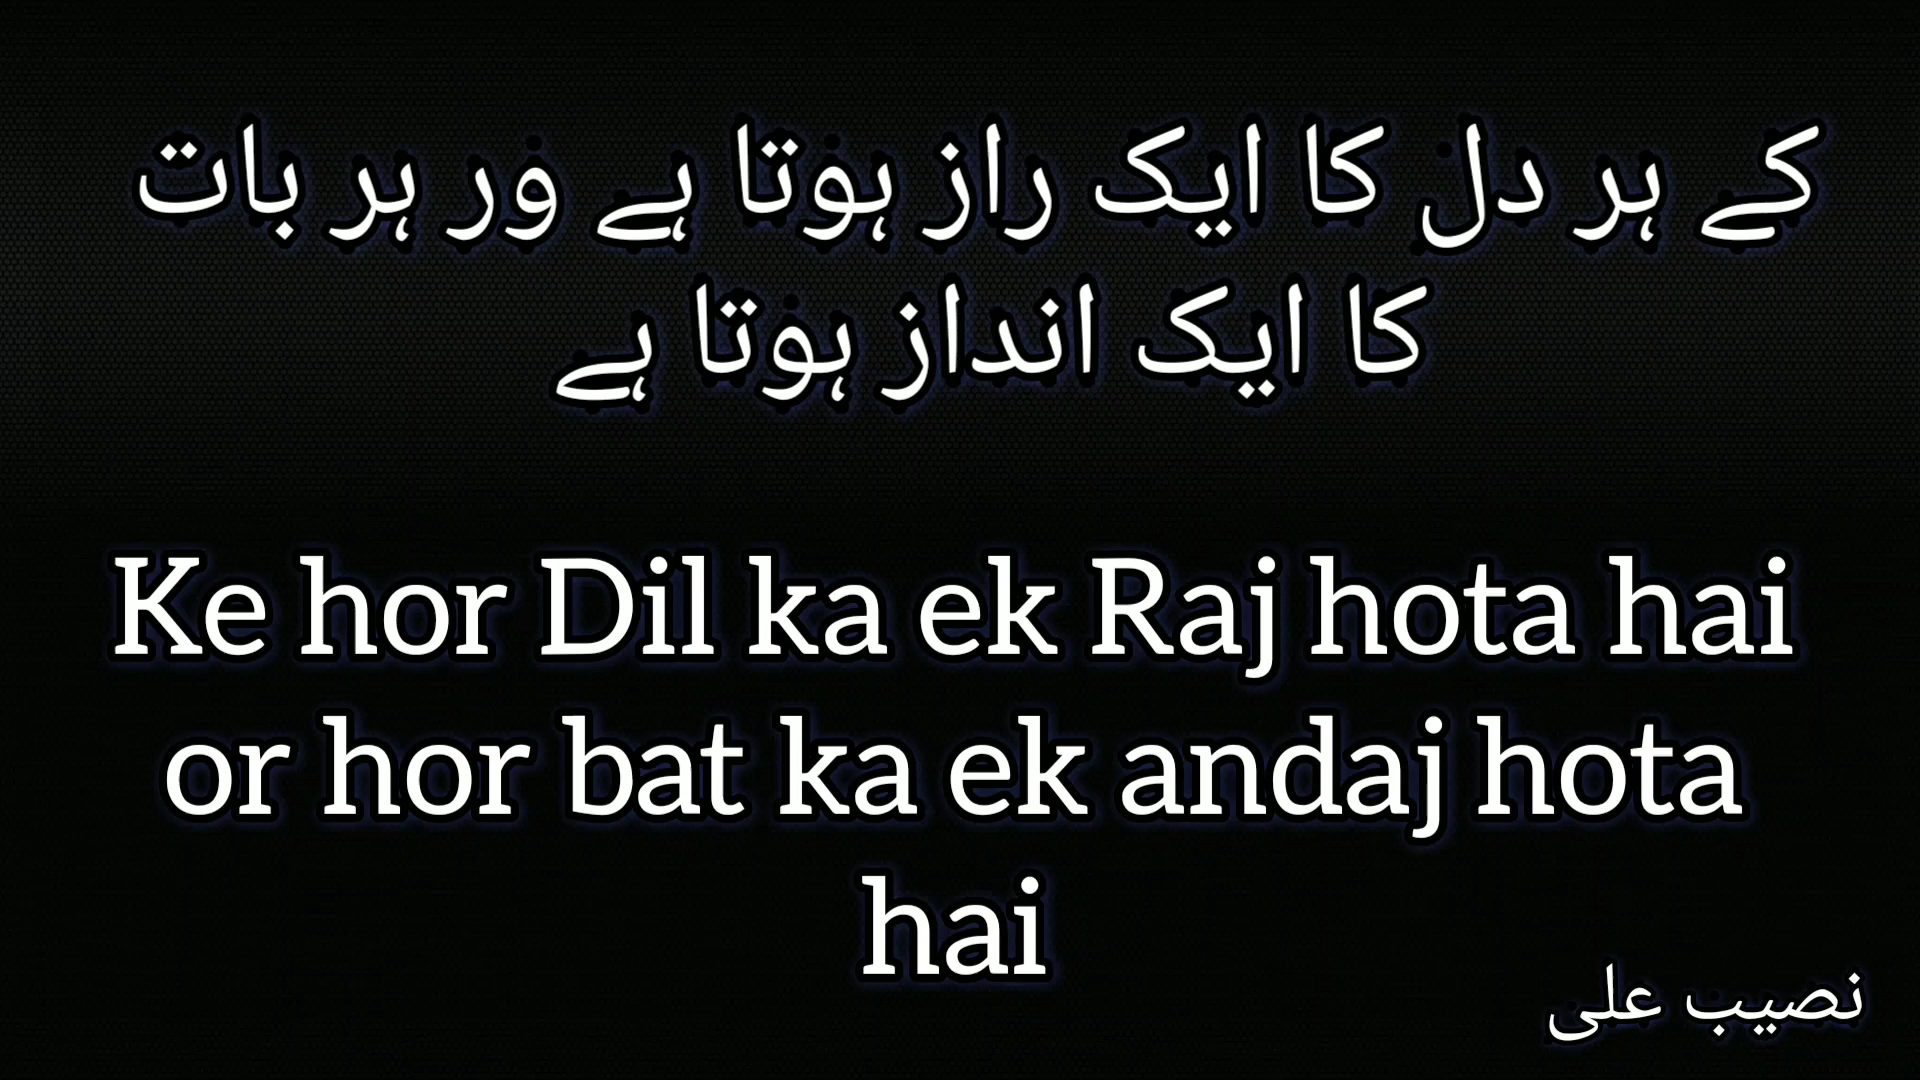 کے ہر دل کا ایک راز ہوتا ہے ور ہر بات
کا ایک انداز ہوتا ہے
Ke hor Dil ka ek Raj hota hai
or hor bat ka ek andaj hota
hai
نصیب علی